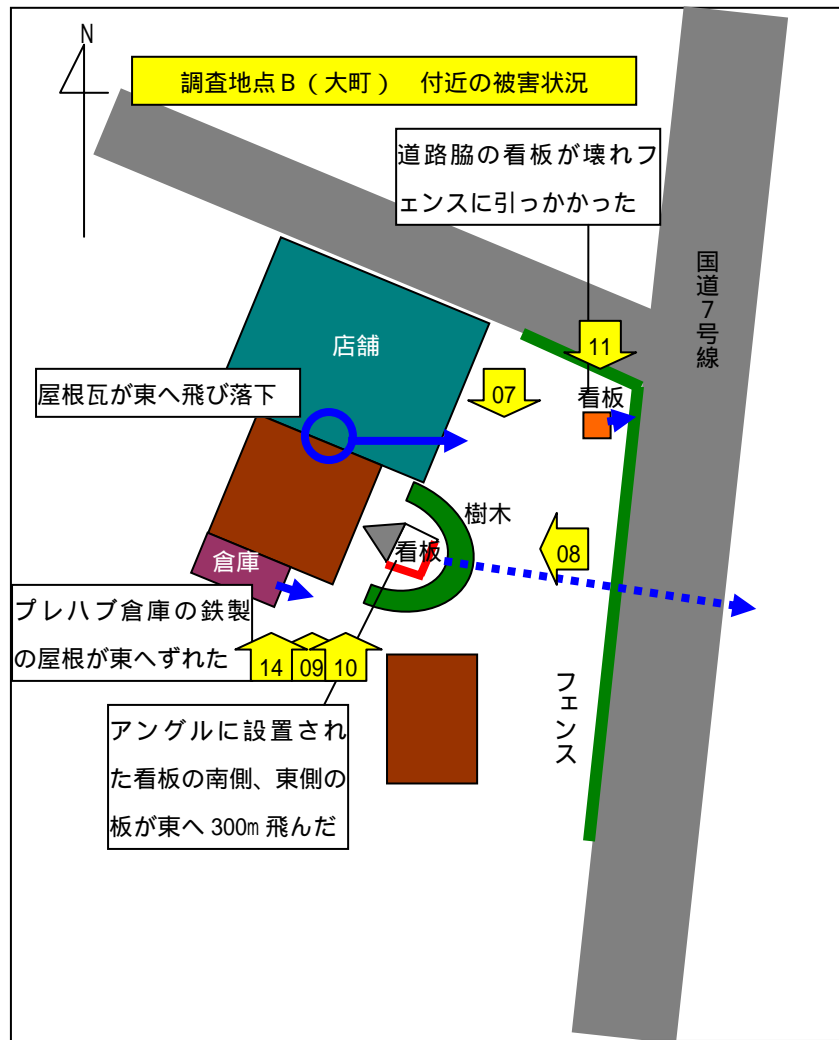 N
調査地点B(大町) 付近の被害状況
道路脇の看板が壊れフ
ェンスに引っかかった
国道7号線
店舗
11
07
看板
屋根瓦が東へ飛び落下
樹木
看板
08
倉庫
プレハブ倉庫の鉄製
の屋根が東へずれた
14
09
10
フェンス
アングルに設置され
た看板の南側、東側の
板が東へ300m飛んだ